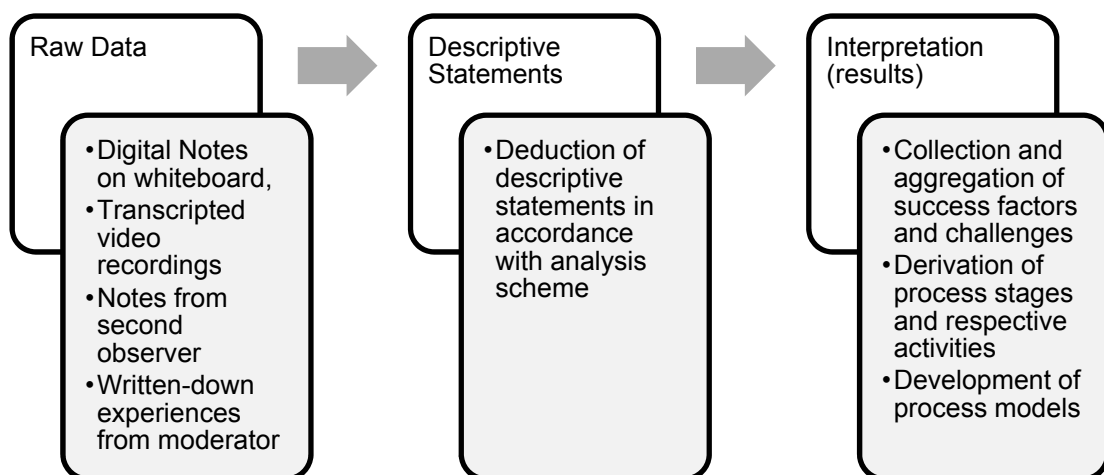 Raw Data
•Digital Notes
on whiteboard,
•Transcripted
video
recordings
•Notes from
second
observer
•Written-down
experiences
from moderator
Descriptive
Statements
•Deduction of
descriptive
statements in
accordance
with analysis
scheme
Interpretation
(results)
•Collection and
aggregation of
success factors
and challenges
•Derivation of
process stages
and respective
activities
•Development of
process models